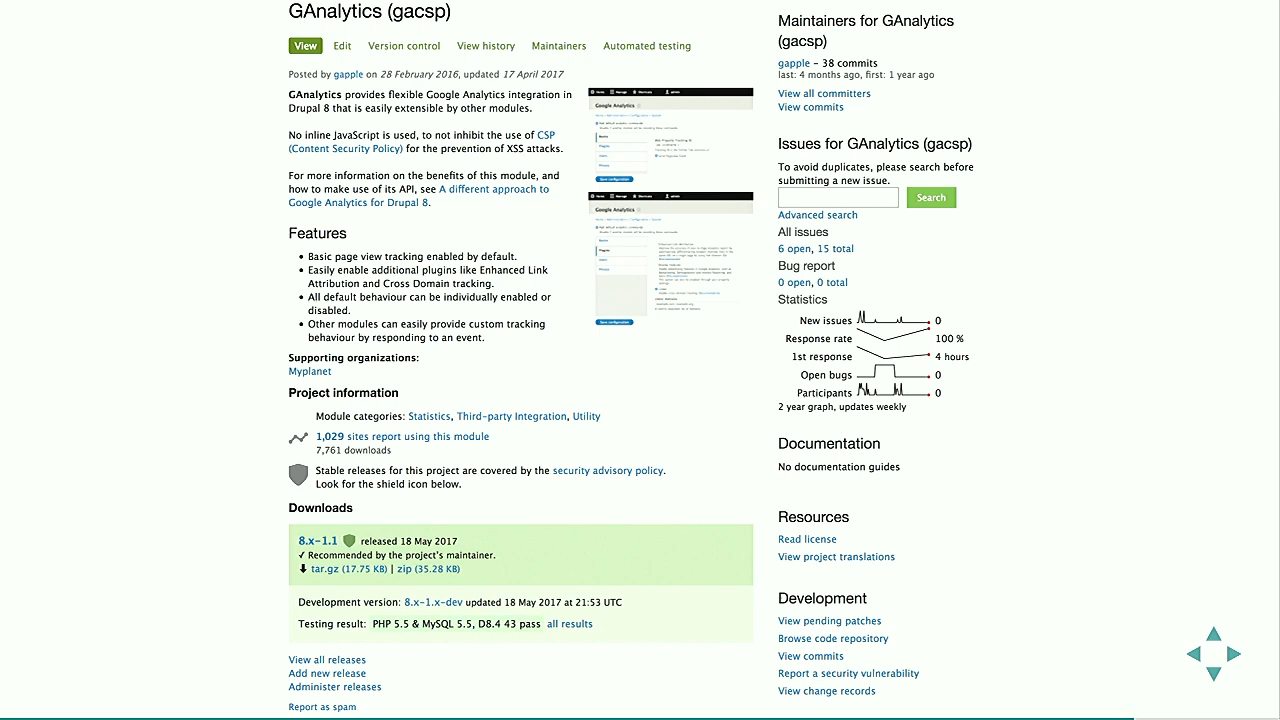 GAnalytics (gacsp)
View Edit Version control View history Maintainers Automated testing
Posted by gapple on 28 February 2016, updated 17 April 2017
GAnalytics provides flexible Google Analytics integration in
Drupal 8 that is easily extensible by other modules.
No inline JavaScript is used, to not inhibit the use of CSP
(Content Security Policy) for the prevention of XSS attacks.
For more information on the benefits of this module, and
how to make use of its API, see A different approach to
Google Analytics for Drupal 8.
Features
• Basic page view tracking
• Easily enable additional plugins like Enhanced Link
Attribution and Cross Domain Linking.
• All default behaviour can be independently enabled or
disabled.
• Other modules can easily provide custom tracking
behaviour by responding to an event.
Supporting organizations:
Myplanet
Project information
Module categories: Statistics, Third-party Integration, Utility
1,029 sites report using this module
7,761 downloads
Stable releases for this project are covered by the security advisory policy.
Look for the shield icon below.
Downloads
8.x-1.1 released 18 May 2017
✓ Recommended by the project's maintainer.
tar.gz (17.75 KB) | zip (35.28 KB)
Development version: 8.x-1.x-dev updated 18 May 2017 at 21:53 UTC
Testing result: PHP 5.5 & MySQL 5.5, D8.4 43 pass all results
View all releases
Add new release
Administer releases
Report as spam
Google Analytics
Google Analytics
Maintainers for GAnalytics
(gacsp)
gapple – 38 commits
last: 4 months ago, first: 1 year ago
View all committers
View commits
Issues for GAnalytics (gacsp)
To avoid duplicates, please search before
submitting a new issue.
Search
Advanced search
All issues
6 open, 15 total
Bug report
0 open, 0 total
Statistics
New issues 0
Response rate 100 %
1st response 4 hours
Open bugs 0
Participants 0
2 year graph, updates weekly
Documentation
No documentation guides
Resources
Read license
View project translations
Development
View pending patches
Browse code repository
View commits
Report a security vulnerability
View change records